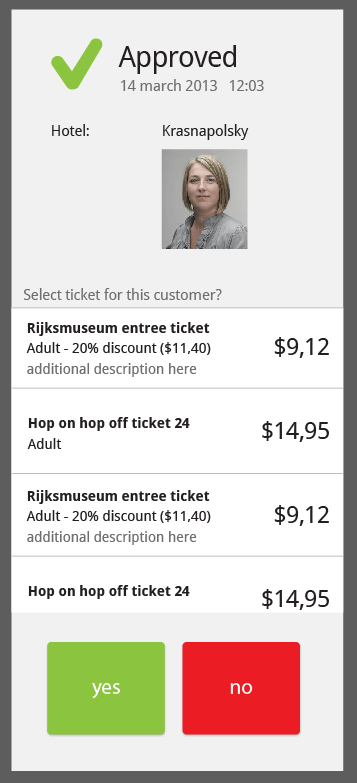 Approved
14 march 2013 12:03
Hotel: Krasnapolsky
Select ticket for this customer?
Rijksmuseum entree ticket
Adult - 20% discount ($11,40)
additional description here
$9,12
Hop on hop off ticket 24
Adult
$14,95
Rijksmuseum entree ticket
Adult - 20% discount ($11,40)
additional description here
$9,12
Hop on hop off ticket 24
$14,95
yes no